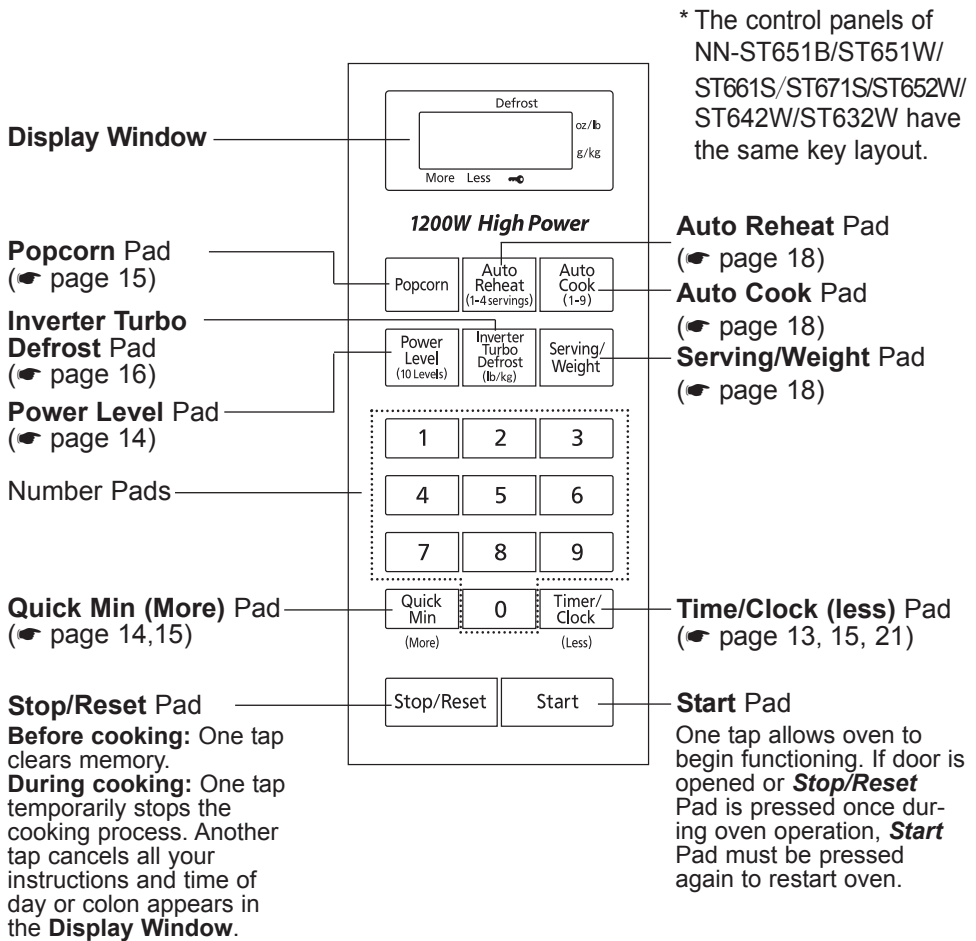 * The control panels of
NN-ST651B/ST651W/
ST661S/ST671S/ST652W/
ST642W/ST632W have
the same key layout.
Display Window
Defrost
oz/lb
g/kg
More Less
1200W High Power
Popcorn Pad
(☛ page 15)
Inverter Turbo
Defrost Pad
(☛ page 16)
Power Level Pad
(☛ page 14)
Number Pads
Quick Min (More) Pad
(☛ page 14,15)
Stop/Reset Pad
Before cooking: One tap
clears memory.
During cooking: One tap
temporarily stops the
cooking process. Another
tap cancels all your
instructions and time of
day or colon appears in
the Display Window.
Popcorn
Auto
Reheat
(1-4 servings)
Auto
Cook
(1-9)
Power
Level
(10 Levels)
Inverter
Turbo
Defrost
(lb/kg)
Serving/
Weight
1 2 3
4 5 6
7 8 9
Quick
Min
(More)
0
Timer/
Clock
(Less)
Stop/Reset
Start
Auto Reheat Pad
(☛ page 18)
Auto Cook Pad
(☛ page 18)
Serving/Weight Pad
(☛ page 18)
Time/Clock (less) Pad
(☛ page 13, 15, 21)
Start Pad
One tap allows oven to
begin functioning. If door is
opened or Stop/Reset
Pad is pressed once dur-
ing oven operation, Start
Pad must be pressed
again to restart oven.